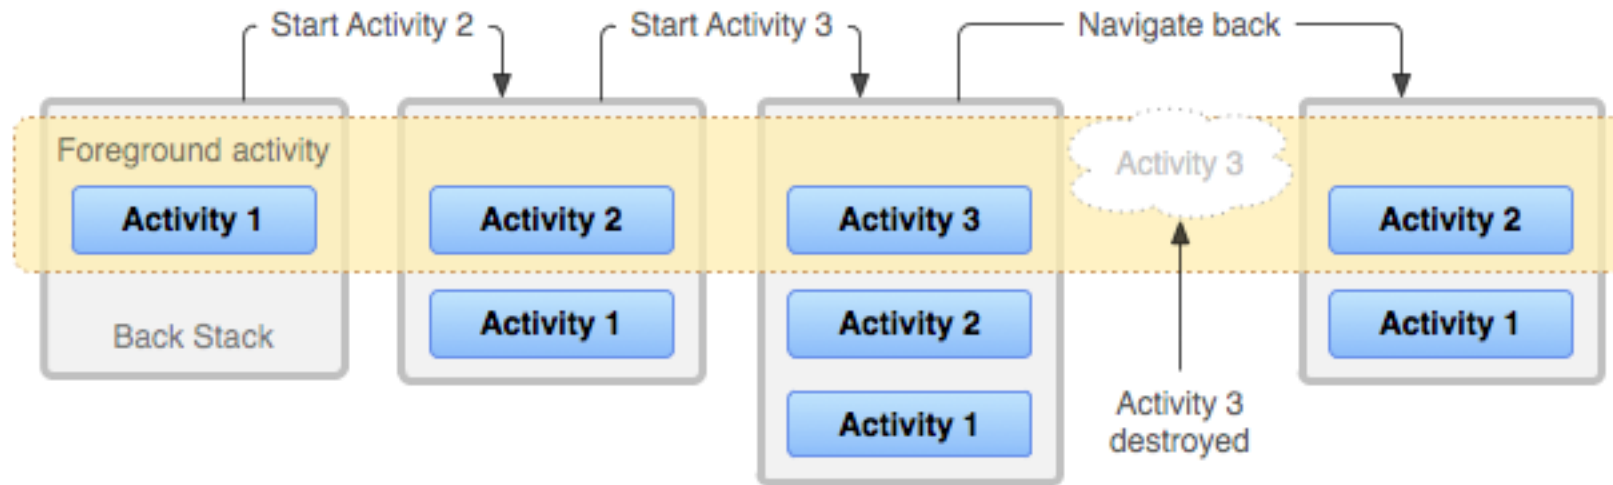 Start Activity 2
Start Activity 3
Navigate back
Foreground activity
Activity 1
Back Stack
Activity 2
Activity 1
Activity 3
Activity 2
Activity 1
Activity 3
Activity 3
destroyed
Activity 2
Activity 1